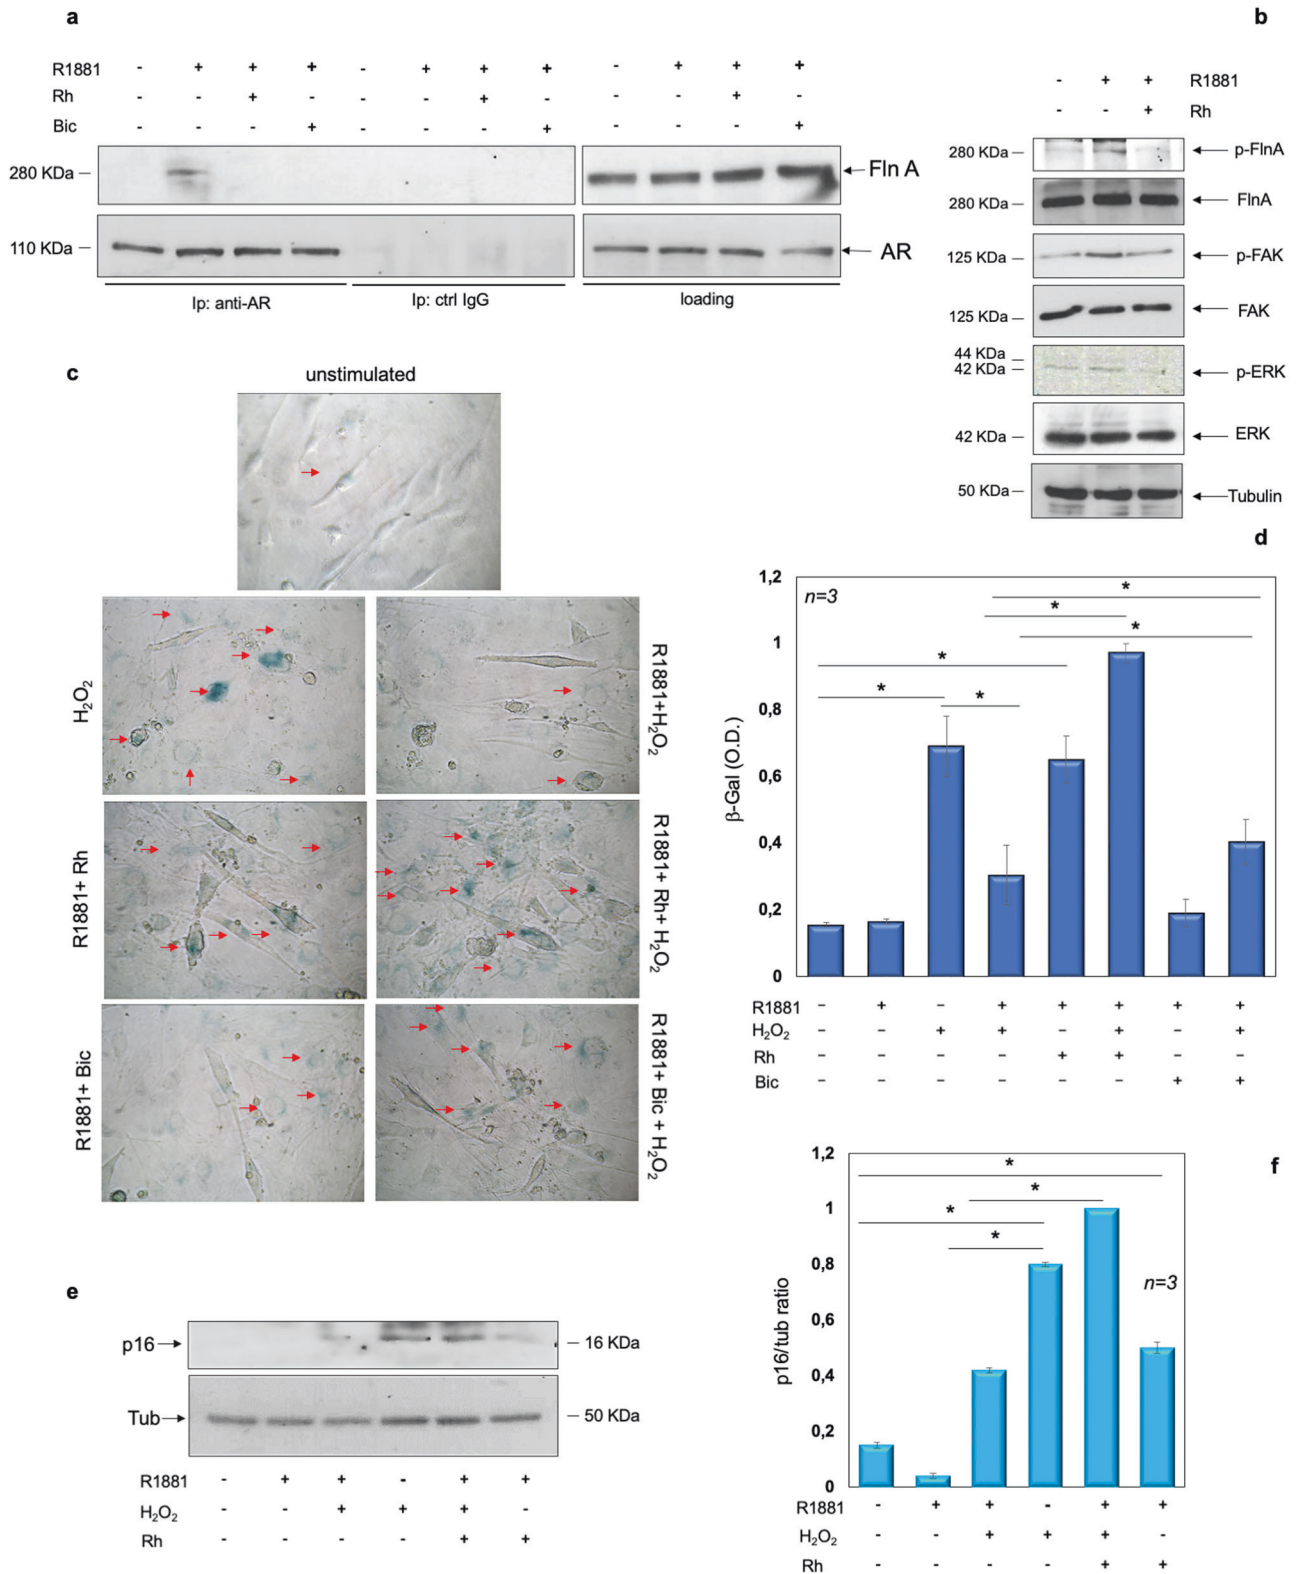 a
R1881 - + + + - + + + - + + +
Rh - - + - - - + - - - + -
Bic - - - + - - - + - - - +
280 KDa
Fln A
110 KDa
AR
Ip: anti-AR
Ip: ctrl IgG
loading
b
- + + R1881
- - + Rh
280 KDa
p-FlnA
280 KDa
FlnA
125 KDa
p-FAK
125 KDa
FAK
44 KDa
42 KDa
p-ERK
42 KDa
ERK
50 KDa
Tubulin
c
unstimulated
H₂O₂
R1881+H₂O₂
R1881+ Rh
R1881+ Rh+ H₂O₂
R1881+ Bic
R1881+ Bic + H₂O₂
d
n=3
* * * * * *
β-Gal (O.D.)
1,2
1
0,8
0,6
0,4
0,2
0
R1881 - + - + + + + +
H₂O₂ - - + + - + - +
Rh - - - - + + - -
Bic - - - - - - + +
e
p16
16 KDa
Tub
50 KDa
R1881 - + + - + +
H₂O₂ - - + + + -
Rh - - - - + +
f
n=3
* * * *
p16/tub ratio
1,2
1
0,8
0,6
0,4
0,2
0
R1881 - + + - + +
H₂O₂ - - + + + -
Rh - - - - + +